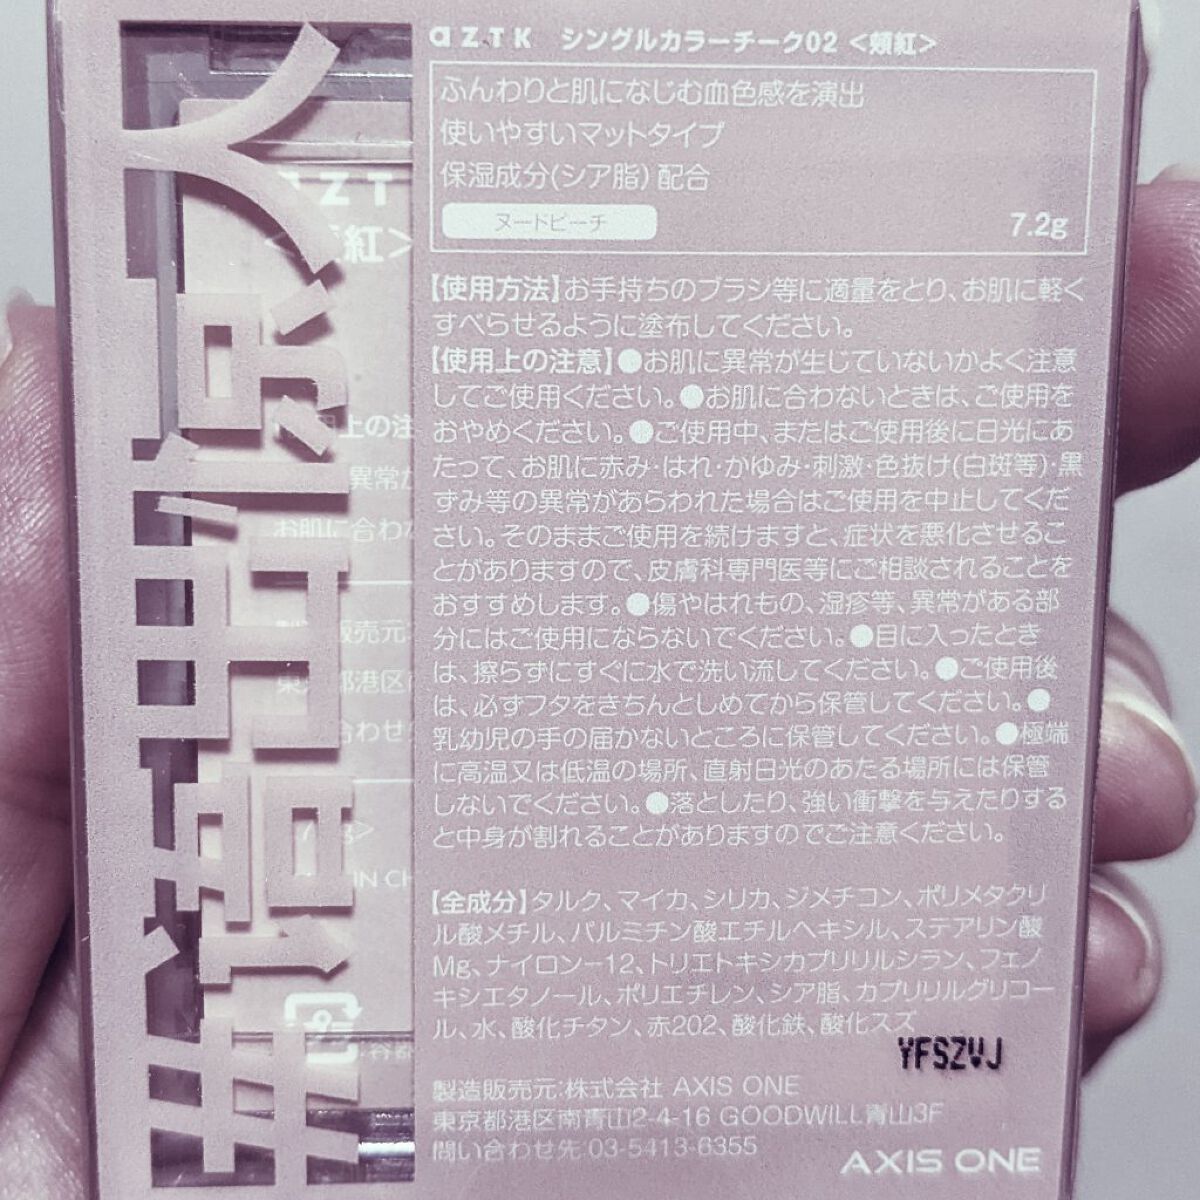 azTK シングルカラーチーク02 <頬紅>
ふんわりと肌になじむ血色感を演出
使いやすいマットタイプ
保湿成分(シア脂)配合
ヌードピーチ
7.2g
【使用方法】お手持ちのブラシ等に適量をとり、お肌に軽く
すべらせるように塗布してください。
【使用上の注意】●お肌に異常が生じていないかよく注意
してご使用ください。●お肌に合わないときは、ご使用を
おやめください。●ご使用中、またはご使用後に日光にあ
たって、お肌に赤み・はれ・かゆみ・刺激・色抜け(白斑等)・黒
ずみ等の異常があらわれた場合はご使用を中止してくだ
さい。そのままご使用を続けますと、症状を悪化させるこ
とがありますので、皮膚科専門医等にご相談されることを
おすすめします。●傷やはれもの、湿疹等、異常がある部
分にはご使用にならないでください。●目に入ったとき
は、擦らずにすぐに水で洗い流してください。●ご使用後
は、必ずフタをきちんとしめてから保管してください。●
乳幼児の手の届かないところに保管してください。●極端
に高温又は低温の場所、直射日光のあたる場所には保管
しないでください。●落としたり、強い衝撃を与えたりする
と中身が割れることがありますのでご注意ください。
【全成分】タルク、マイカ、シリカ、ジメチコン、ポリメタクリ
ル酸メチル、パルミチン酸エチルヘキシル、ステアリン酸
Mg、ナイロン-12、トリエトキシカプリリルシラン、フェノ
キシエタノール、ポリエチレン、シア脂、カプリリルグリコー
ル、水、酸化チタン、赤202、酸化鉄、酸化スズ
YFSZVJ
製造販売元:株式会社 AXIS ONE
東京都港区南青山2-4-16 GOODWILL青山3F
問い合わせ先:03-5413-6355
AXIS ONE
azT
紅>
上の注
異常が
お肌に合わ
販売元
東 都港区
合わせ
IN CH